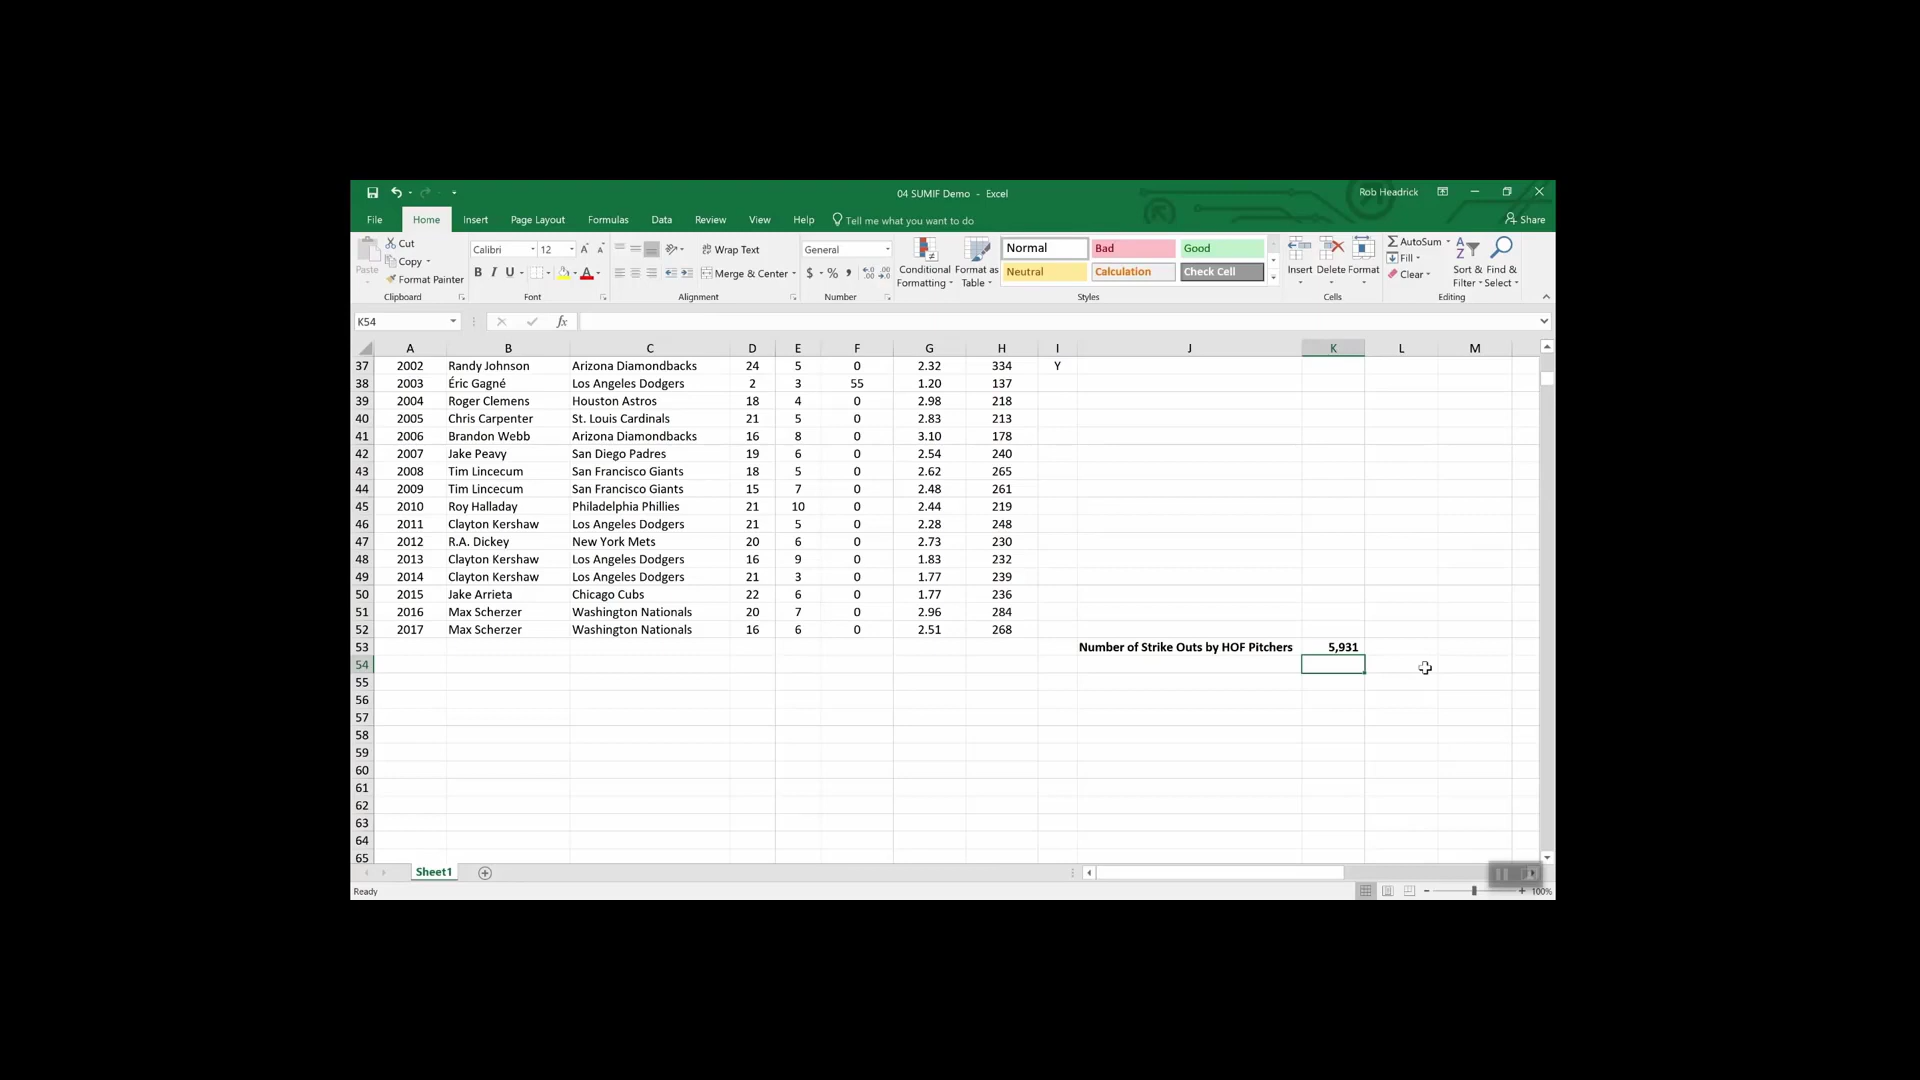 04 SUMIF Demo - Excel
Rob Headrick
File Home Insert Page Layout Formulas Data Review View Help Tell me what you want to do Share
Paste
Cut
Copy
Format Painter
Clipboard
Calibri 12
B I U A
Font
Wrap Text
Merge & Center
Alignment
General
$ % ,
Number
Conditional
Formatting
Format as
Table
Normal Bad Good
Neutral Calculation Check Cell
Styles
Insert Delete Format
Cells
AutoSum
Fill
Clear
Sort &
Filter
Find &
Select
Editing
K54 fx
A B C D E F G H I J K L M
37 2002 Randy Johnson Arizona Diamondbacks 24 5 0 2.32 334 Y
38 2003 Éric Gagné Los Angeles Dodgers 2 3 55 1.20 137
39 2004 Roger Clemens Houston Astros 18 4 0 2.98 218
40 2005 Chris Carpenter St. Louis Cardinals 21 5 0 2.83 213
41 2006 Brandon Webb Arizona Diamondbacks 16 8 0 3.10 178
42 2007 Jake Peavy San Diego Padres 19 6 0 2.54 240
43 2008 Tim Lincecum San Francisco Giants 18 5 0 2.62 265
44 2009 Tim Lincecum San Francisco Giants 15 7 0 2.48 261
45 2010 Roy Halladay Philadelphia Phillies 21 10 0 2.44 219
46 2011 Clayton Kershaw Los Angeles Dodgers 21 5 0 2.28 248
47 2012 R.A. Dickey New York Mets 20 6 0 2.73 230
48 2013 Clayton Kershaw Los Angeles Dodgers 16 9 0 1.83 232
49 2014 Clayton Kershaw Los Angeles Dodgers 21 3 0 1.77 239
50 2015 Jake Arrieta Chicago Cubs 22 6 0 1.77 236
51 2016 Max Scherzer Washington Nationals 20 7 0 2.96 284
52 2017 Max Scherzer Washington Nationals 16 6 0 2.51 268
53 Number of Strike Outs by HOF Pitchers 5,931
54
55
56
57
58
59
60
61
62
63
64
65
Sheet1
Ready 100%